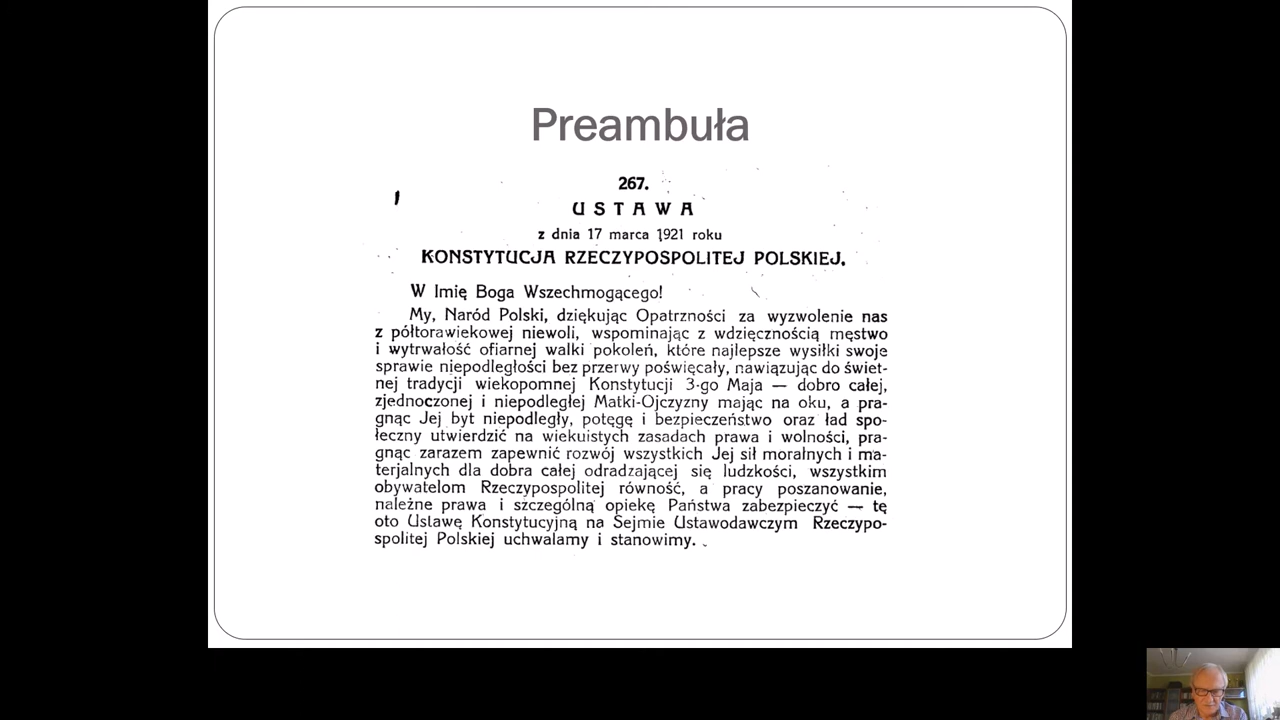 Preambuła
267.
USTAWA
z dnia 17 marca 1921 roku
KONSTYTUCJA RZECZYPOSPOLITEJ POLSKIEJ.
W Imię Boga Wszechmogącego!
My, Naród Polski, dziękując Opatrzności za wyzwolenie nas
z półtorawiekowej niewoli, wspominając z wdzięcznością męstwo
i wytrwałość ofiarnej walki pokoleń, które najlepsze wysiłki swoje
sprawie niepodległości bez przerwy poświęcały, nawiązując do świet-
nej tradycji wiekopomnej Konstytucji 3-go Maja — dobro całej,
zjednoczonej i niepodległej Matki-Ojczyzny mając na oku, a pra-
gnąc Jej byt niepodległy, potęgę i bezpieczeństwo oraz ład spo-
łeczny utwierdzić na wiekuistych zasadach prawa i wolności, pra-
gnąc zarazem zapewnić rozwój wszystkich Jej sił moralnych i ma-
terjalnych dla dobra całej odradzającej się ludzkości, wszystkim
obywatelom Rzeczypospolitej równość, a pracy poszanowanie,
należne prawa i szczególną opiekę Państwa zabezpieczyć — tę
oto Ustawę Konstytucyjną na Sejmie Ustawodawczym Rzeczypo-
spolitej Polskiej uchwalamy i stanowimy.